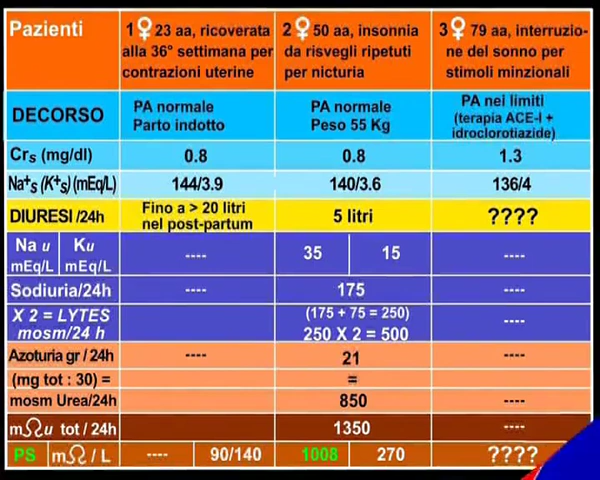 Pazienti
1♀ 23 aa, ricoverata
alla 36° settimana per
contrazioni uterine
2♀ 50 aa, insonnia
da risvegli ripetuti
per nicturia
3♀ 79 aa, interruzio-
ne del sonno per
stimoli minzionali
DECORSO
PA normale
Parto indotto
PA normale
Peso 55 Kg
PA nei limiti
(terapia ACE-I +
idroclorotiazide)
Crs (mg/dl)
0.8
0.8
1.3
Na+s (K+s) (mEq/L)
144/3.9
140/3.6
136/4
DIURESI/24h
Fino a > 20 litri
nel post-partum
5 litri
????
Na u
mEq/L
Ku
mEq/L
----
35
15
----
Sodiuria/24h
----
175
----
X 2 = LYTES
mosm/24 h
(175 + 75 = 250)
250 X 2 = 500
----
Azoturia gr / 24h
----
21
(mg tot : 30) =
=
mosm Urea/24h
850
----
mΩu tot / 24h
1350
----
PS
mΩ / L
----
90/140
1008
270
????